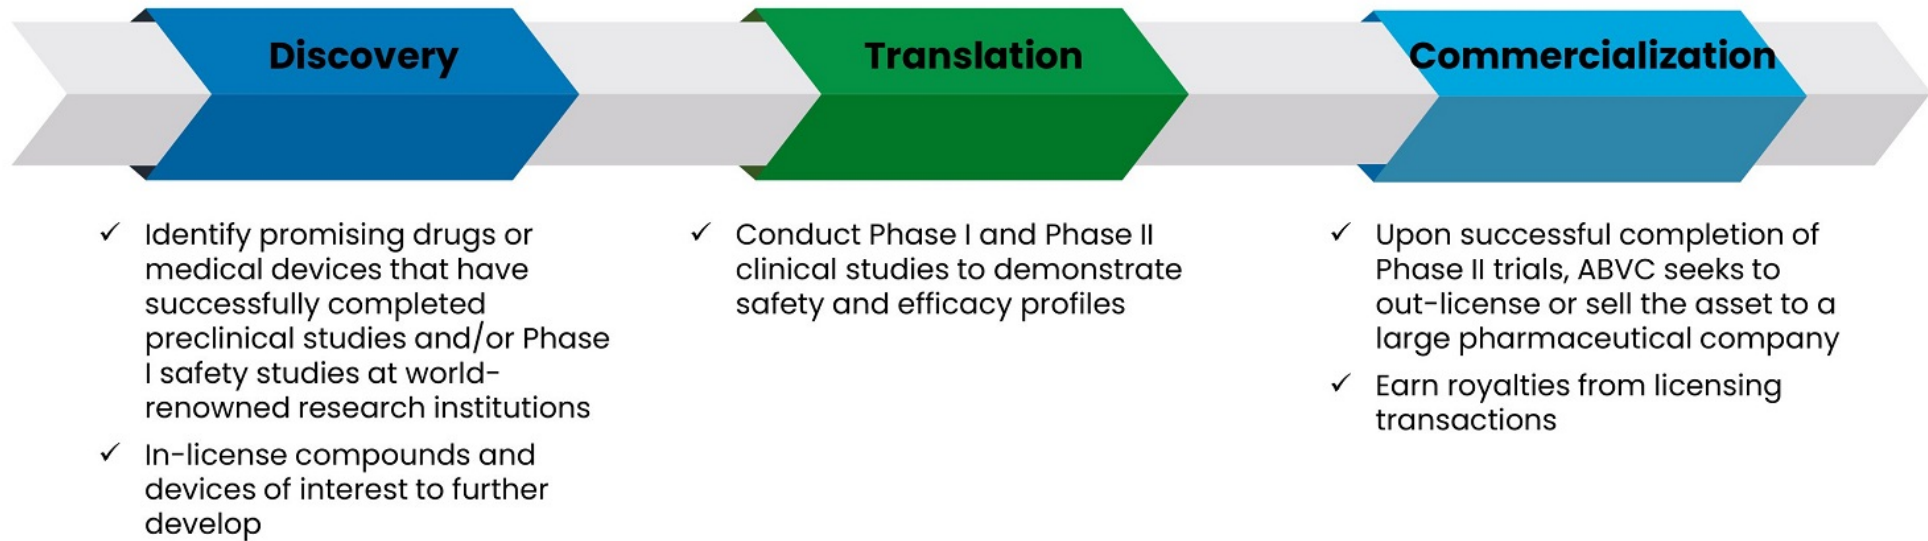 Discovery
Translation
Commercialization
✓ Identify promising drugs or
medical devices that have
successfully completed
preclinical studies and/or Phase
I safety studies at world-
renowned research institutions
✓ In-license compounds and
devices of interest to further
develop
✓ Conduct Phase I and Phase II
clinical studies to demonstrate
safety and efficacy profiles
✓ Upon successful completion of
Phase II trials, ABVC seeks to
out-license or sell the asset to a
large pharmaceutical company
✓ Earn royalties from licensing
transactions